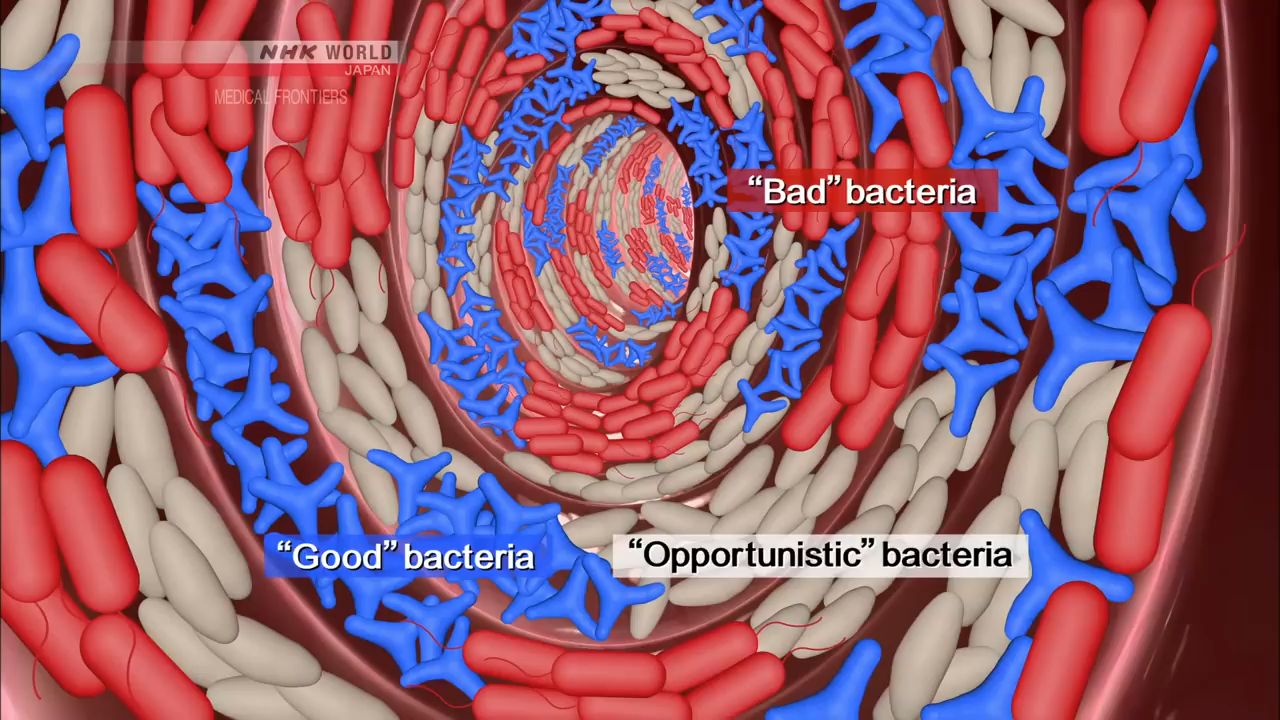 NHK WORLD
JAPAN
MEDICAL FRONTIERS
“Bad” bacteria
“Good” bacteria
“Opportunistic” bacteria